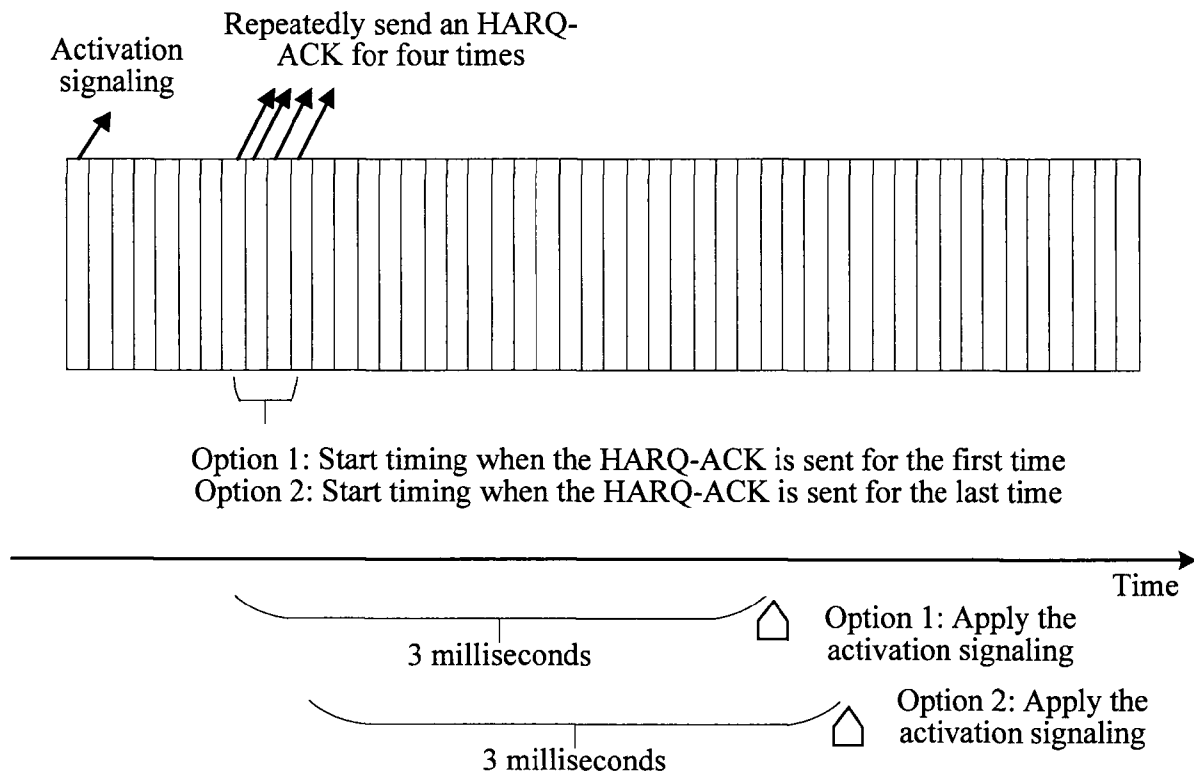 Activation
signaling
Repeatedly send an HARQ-
ACK for four times
Option 1: Start timing when the HARQ-ACK is sent for the first time
Option 2: Start timing when the HARQ-ACK is sent for the last time
Time
3 milliseconds
Option 1: Apply the
activation signaling
3 milliseconds
Option 2: Apply the
activation signaling